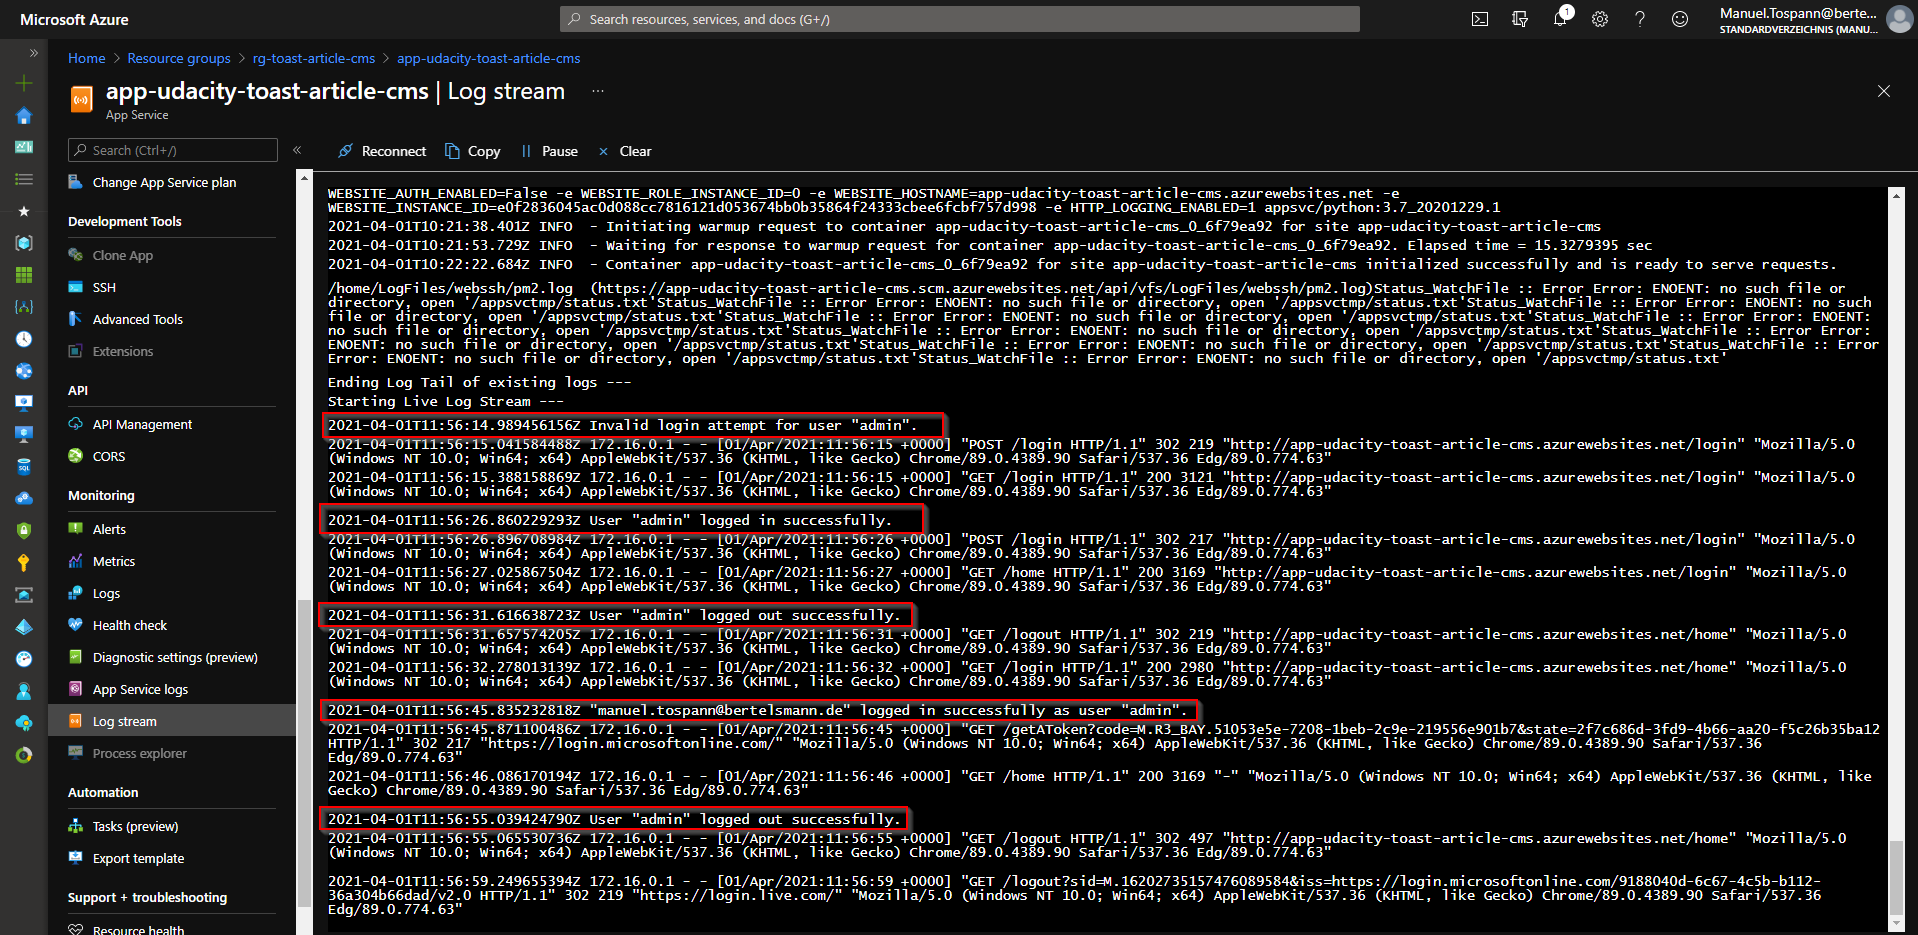 Microsoft Azure
Search resources, services, and docs (G+/)
1
Manuel.Tospann@berte...
STANDARDVERZEICHNIS (MANU...
Home > Resource groups > rg-toast-article-cms > app-udacity-toast-article-cms
app-udacity-toast-article-cms | Log stream ...
App Service
Search (Ctrl+/)
Reconnect Copy Pause Clear
Change App Service plan
Development Tools
Clone App
SSH
Advanced Tools
Extensions
API
API Management
CORS
Monitoring
Alerts
Metrics
Logs
Health check
Diagnostic settings (preview)
App Service logs
Log stream
Process explorer
Automation
Tasks (preview)
Export template
Support + troubleshooting
Resource health
WEBSITE_AUTH_ENABLED=False -e WEBSITE_ROLE_INSTANCE_ID=0 -e WEBSITE_HOSTNAME=app-udacity-toast-article-cms.azurewebsites.net -e
WEBSITE_INSTANCE_ID=e0f2836045ac0d088cc7816121d053674bb0b35864f24333cbee6fcbf757d998 -e HTTP_LOGGING_ENABLED=1 appsvc/python:3.7_20201229.1
2021-04-01T10:21:38.401Z INFO  - Initiating warmup request to container app-udacity-toast-article-cms_0_6f79ea92 for site app-udacity-toast-article-cms
2021-04-01T10:21:53.729Z INFO  - Waiting for response to warmup request for container app-udacity-toast-article-cms_0_6f79ea92. Elapsed time = 15.3279395 sec
2021-04-01T10:22:22.684Z INFO  - Container app-udacity-toast-article-cms_0_6f79ea92 for site app-udacity-toast-article-cms initialized successfully and is ready to serve requests.
/home/LogFiles/webssh/pm2.log  (https://app-udacity-toast-article-cms.scm.azurewebsites.net/api/vfs/LogFiles/webssh/pm2.log)Status_WatchFile :: Error Error: ENOENT: no such file or
directory, open '/appsvctmp/status.txt'Status_WatchFile :: Error Error: ENOENT: no such file or directory, open '/appsvctmp/status.txt'Status_WatchFile :: Error Error: ENOENT: no such
file or directory, open '/appsvctmp/status.txt'Status_WatchFile :: Error Error: ENOENT: no such file or directory, open '/appsvctmp/status.txt'Status_WatchFile :: Error Error: ENOENT:
no such file or directory, open '/appsvctmp/status.txt'Status_WatchFile :: Error Error: ENOENT: no such file or directory, open '/appsvctmp/status.txt'Status_WatchFile :: Error Error:
ENOENT: no such file or directory, open '/appsvctmp/status.txt'Status_WatchFile :: Error Error: ENOENT: no such file or directory, open '/appsvctmp/status.txt'Status_WatchFile :: Error
Error: ENOENT: no such file or directory, open '/appsvctmp/status.txt'Status_WatchFile :: Error Error: ENOENT: no such file or directory, open '/appsvctmp/status.txt'
Ending Log Tail of existing logs ---
Starting Live Log Stream ---
2021-04-01T11:56:14.989456156Z Invalid login attempt for user "admin".
2021-04-01T11:56:15.041584488Z 172.16.0.1 - - [01/Apr/2021:11:56:15 +0000] "POST /login HTTP/1.1" 302 219 "http://app-udacity-toast-article-cms.azurewebsites.net/login" "Mozilla/5.0
(Windows NT 10.0; Win64; x64) AppleWebKit/537.36 (KHTML, like Gecko) Chrome/89.0.4389.90 Safari/537.36 Edg/89.0.774.63"
2021-04-01T11:56:15.388158869Z 172.16.0.1 - - [01/Apr/2021:11:56:15 +0000] "GET /login HTTP/1.1" 200 3121 "http://app-udacity-toast-article-cms.azurewebsites.net/login" "Mozilla/5.0
(Windows NT 10.0; Win64; x64) AppleWebKit/537.36 (KHTML, like Gecko) Chrome/89.0.4389.90 Safari/537.36 Edg/89.0.774.63"
2021-04-01T11:56:26.860229293Z User "admin" logged in successfully.
2021-04-01T11:56:26.896708984Z 172.16.0.1 - - [01/Apr/2021:11:56:26 +0000] "POST /login HTTP/1.1" 302 217 "http://app-udacity-toast-article-cms.azurewebsites.net/login" "Mozilla/5.0
(Windows NT 10.0; Win64; x64) AppleWebKit/537.36 (KHTML, like Gecko) Chrome/89.0.4389.90 Safari/537.36 Edg/89.0.774.63"
2021-04-01T11:56:27.025867504Z 172.16.0.1 - - [01/Apr/2021:11:56:27 +0000] "GET /home HTTP/1.1" 200 3169 "http://app-udacity-toast-article-cms.azurewebsites.net/login" "Mozilla/5.0
(Windows NT 10.0; Win64; x64) AppleWebKit/537.36 (KHTML, like Gecko) Chrome/89.0.4389.90 Safari/537.36 Edg/89.0.774.63"
2021-04-01T11:56:31.616638723Z User "admin" logged out successfully.
2021-04-01T11:56:31.657574205Z 172.16.0.1 - - [01/Apr/2021:11:56:31 +0000] "GET /logout HTTP/1.1" 302 219 "http://app-udacity-toast-article-cms.azurewebsites.net/home" "Mozilla/5.0
(Windows NT 10.0; Win64; x64) AppleWebKit/537.36 (KHTML, like Gecko) Chrome/89.0.4389.90 Safari/537.36 Edg/89.0.774.63"
2021-04-01T11:56:32.278013139Z 172.16.0.1 - - [01/Apr/2021:11:56:32 +0000] "GET /login HTTP/1.1" 200 2980 "http://app-udacity-toast-article-cms.azurewebsites.net/home" "Mozilla/5.0
(Windows NT 10.0; Win64; x64) AppleWebKit/537.36 (KHTML, like Gecko) Chrome/89.0.4389.90 Safari/537.36 Edg/89.0.774.63"
2021-04-01T11:56:45.835232818Z "manuel.tospann@bertelsmann.de" logged in successfully as user "admin".
2021-04-01T11:56:45.871100486Z 172.16.0.1 - - [01/Apr/2021:11:56:45 +0000] "GET /getAToken?code=M.R3_BAY.51053e5e-7208-1beb-2c9e-219556e901b7&state=2f7c686d-3fd9-4b66-aa20-f5c26b35ba12
HTTP/1.1" 302 217 "https://login.microsoftonline.com/" "Mozilla/5.0 (Windows NT 10.0; Win64; x64) AppleWebKit/537.36 (KHTML, like Gecko) Chrome/89.0.4389.90 Safari/537.36
Edg/89.0.774.63"
2021-04-01T11:56:46.086170194Z 172.16.0.1 - - [01/Apr/2021:11:56:46 +0000] "GET /home HTTP/1.1" 200 3169 "-" "Mozilla/5.0 (Windows NT 10.0; Win64; x64) AppleWebKit/537.36 (KHTML, like
Gecko) Chrome/89.0.4389.90 Safari/537.36 Edg/89.0.774.63"
2021-04-01T11:56:55.039424790Z User "admin" logged out successfully.
2021-04-01T11:56:55.065530736Z 172.16.0.1 - - [01/Apr/2021:11:56:55 +0000] "GET /logout HTTP/1.1" 302 497 "http://app-udacity-toast-article-cms.azurewebsites.net/home" "Mozilla/5.0
(Windows NT 10.0; Win64; x64) AppleWebKit/537.36 (KHTML, like Gecko) Chrome/89.0.4389.90 Safari/537.36 Edg/89.0.774.63"
2021-04-01T11:56:59.249655394Z 172.16.0.1 - - [01/Apr/2021:11:56:59 +0000] "GET /logout?sid=M.1620273515747608958&iss=https://login.microsoftonline.com/9188040d-6c67-4c5b-b112-
36a304b66dad/v2.0 HTTP/1.1" 302 219 "https://login.live.com/" "Mozilla/5.0 (Windows NT 10.0; Win64; x64) AppleWebKit/537.36 (KHTML, like Gecko) Chrome/89.0.4389.90 Safari/537.36
Edg/89.0.774.63"